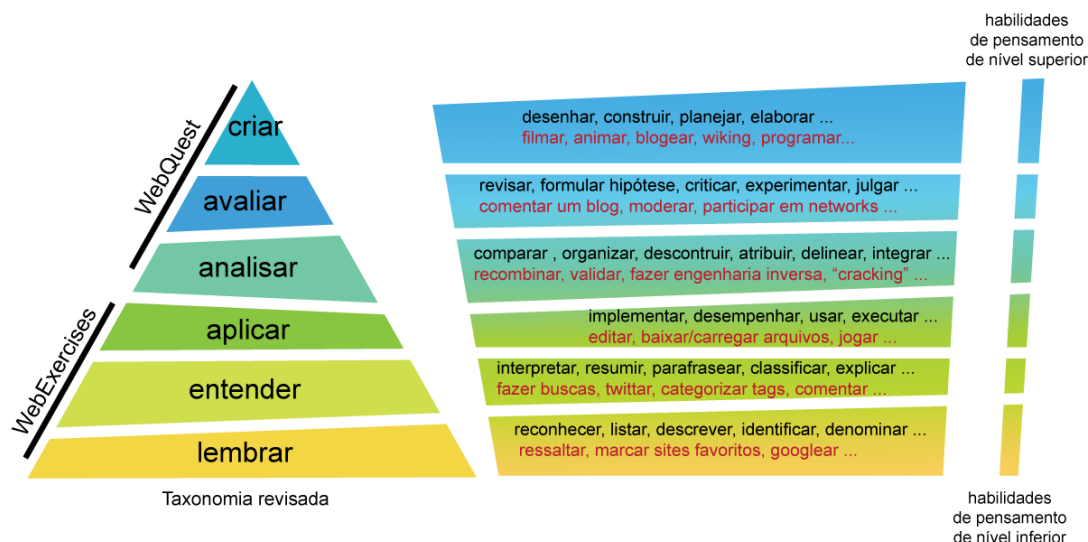 habilidades
de pensamento
de nível superior
WebQuest
criar
desenhar, construir, planejar, elaborar ...
filmar, animar, blogear, wiking, programar...
avaliar
revisar, formular hipótese, criticar, experimentar, julgar ...
comentar um blog, moderar, participar em networks ...
analisar
comparar , organizar, descontruir, atribuir, delinear, integrar ...
recombinar, validar, fazer engenharia inversa, “cracking” ...
WebExercises
aplicar
implementar, desempenhar, usar, executar ...
editar, baixar/carregar arquivos, jogar ...
entender
interpretar, resumir, parafrasear, classificar, explicar ...
fazer buscas, twittar, categorizar tags, comentar ...
lembrar
reconhecer, listar, descrever, identificar, denominar ...
ressaltar, marcar sites favoritos, googlear ...
Taxonomia revisada
habilidades
de pensamento
de nível inferior